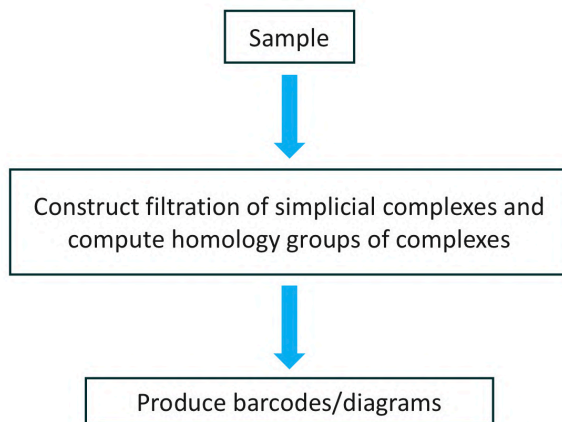 Sample
Construct filtration of simplicial complexes and
compute homology groups of complexes
Produce barcodes/diagrams